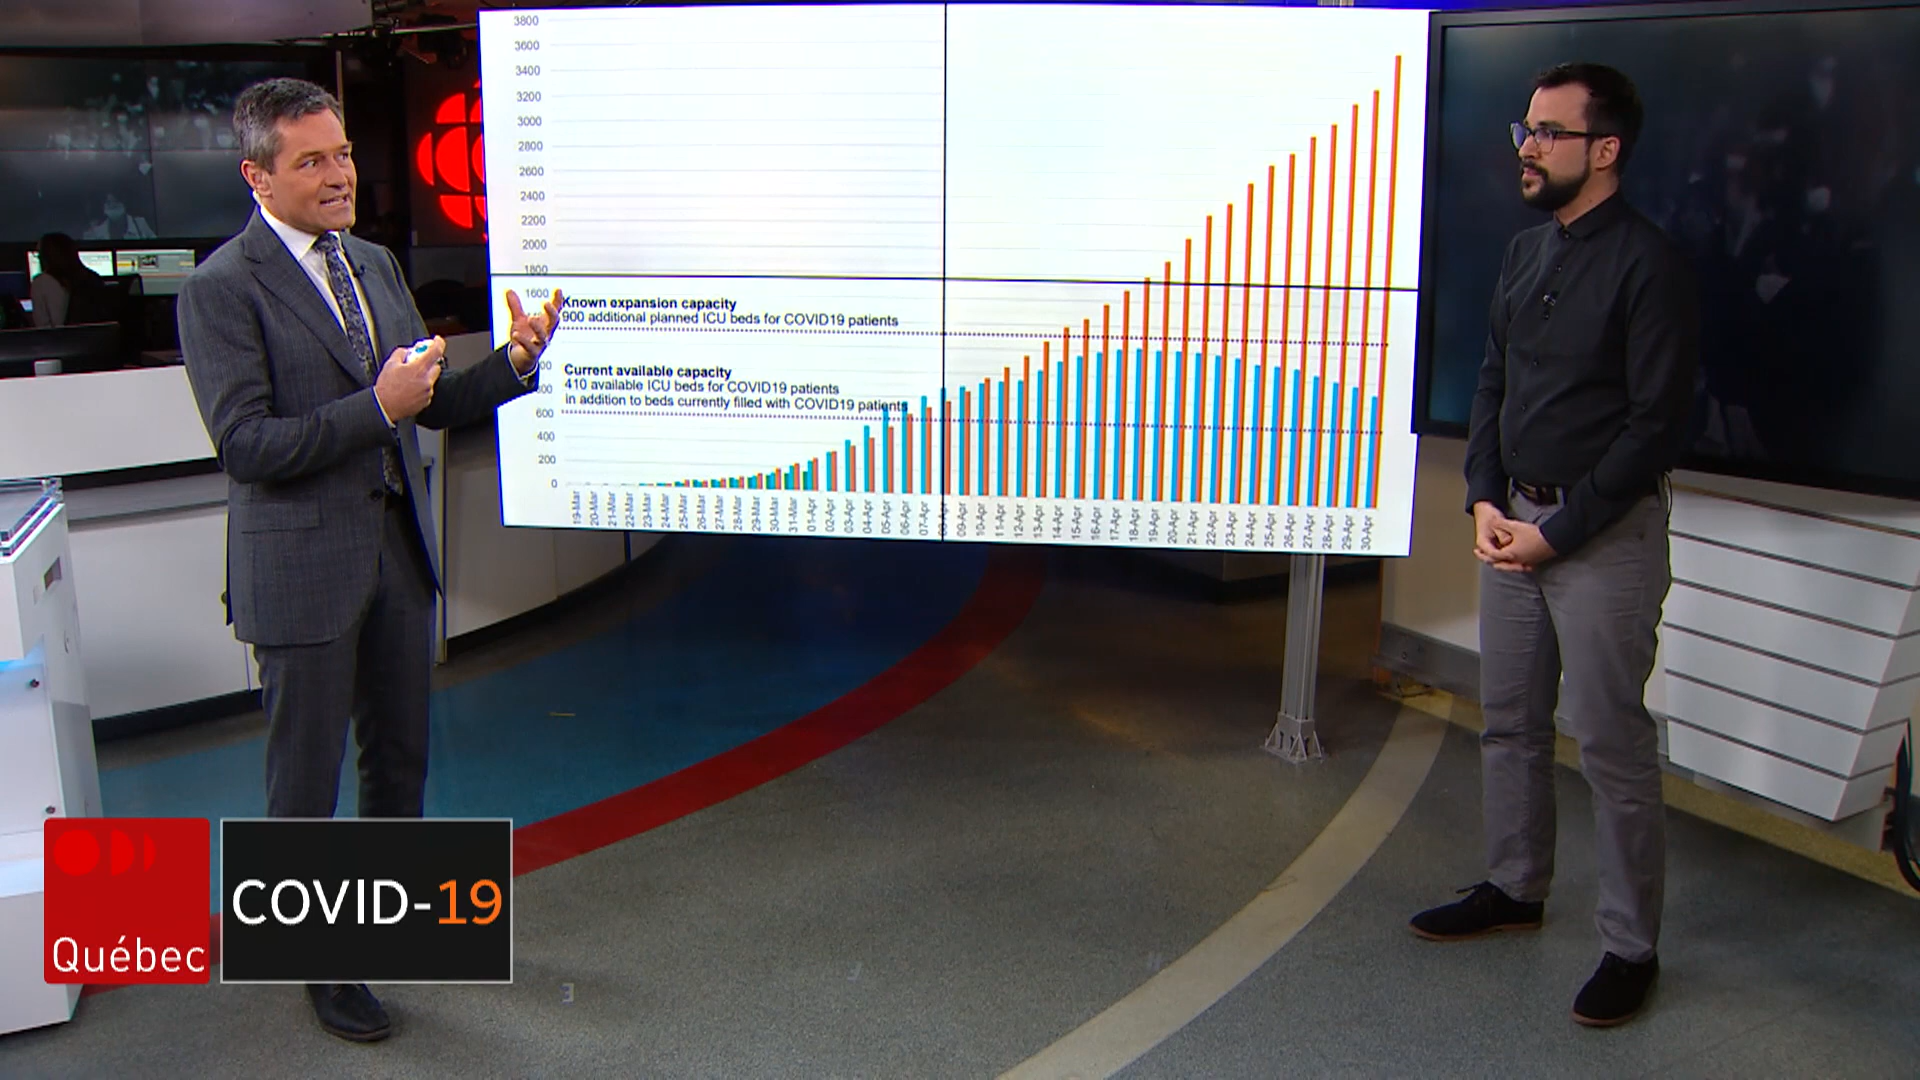 3800
3600
3400
3200
3000
2800
2600
2400
2200
2000
1800
1600
Known expansion capacity
900 additional planned ICU beds for COVID19 patients
Current available capacity
410 available ICU beds for COVID19 patients
in addition to beds currently filled with COVID19 patients
600
400
200
0
19-Mar 20-Mar 21-Mar 22-Mar 23-Mar 24-Mar 25-Mar 26-Mar 27-Mar 28-Mar 29-Mar 30-Mar 31-Mar 01-Apr 02-Apr 03-Apr 04-Apr 05-Apr 06-Apr 07-Apr 08-Apr 09-Apr 10-Apr 11-Apr 12-Apr 13-Apr 14-Apr 15-Apr 16-Apr 17-Apr 18-Apr 19-Apr 20-Apr 21-Apr 22-Apr 23-Apr 24-Apr 25-Apr 26-Apr 27-Apr 28-Apr 29-Apr 30-Apr
Québec
COVID-19